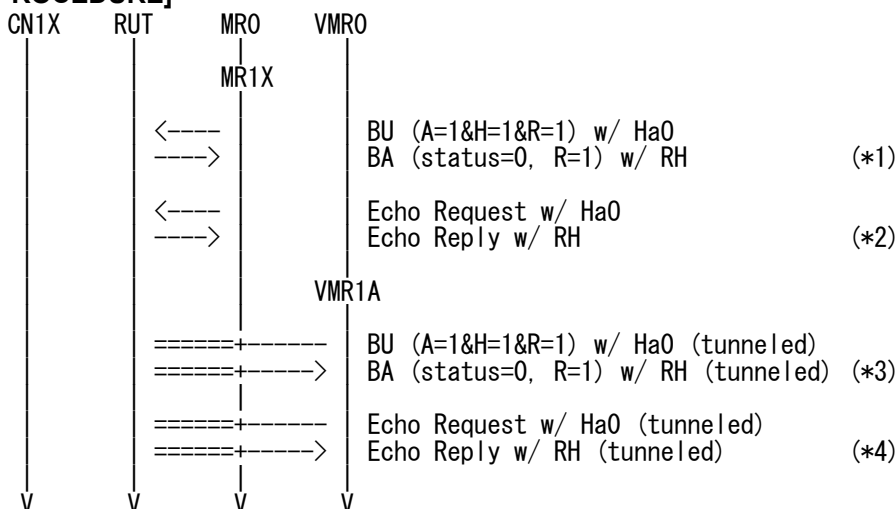 ROCEDURE]
CN1X RUT MR0 VMR0
MR1X
<---- BU (A=1&H=1&R=1) w/ HaO
----> BA (status=0, R=1) w/ RH (*1)
<---- Echo Request w/ HaO
----> Echo Reply w/ RH (*2)
VMR1A
======+------ BU (A=1&H=1&R=1) w/ HaO (tunneled)
======+-----> BA (status=0, R=1) w/ RH (tunneled) (*3)
======+------ Echo Request w/ HaO (tunneled)
======+-----> Echo Reply w/ RH (tunneled) (*4)
V V V V